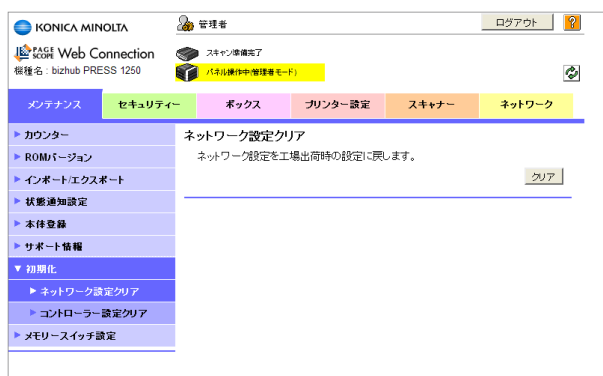 KONICA MINOLTA
管理者
ログアウト
?
PAGE SCOPE Web Connection
スキャン準備完了
機種名 : bizhub PRESS 1250
パネル操作中(管理者モード)
メンテナンス
セキュリティー
ボックス
プリンター設定
スキャナー
ネットワーク
カウンター
ネットワーク設定クリア
ROMバージョン
ネットワーク設定を工場出荷時の設定に戻します。
インポート/エクスポート
クリア
状態通知設定
本体登録
サポート情報
初期化
ネットワーク設定クリア
コントローラー設定クリア
メモリースイッチ設定